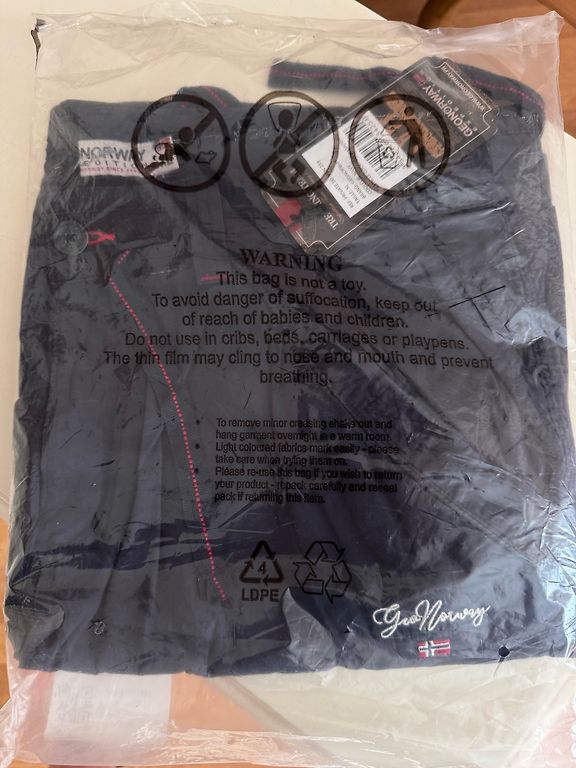 GEONORWAY
WWW.GEONORWAY.FR
NORWAY
WARNING
This bag is not a toy.
To avoid danger of suffocation, keep out
of reach of babies and children.
Do not use in cribs, beds, carriages or playpens.
The thin film may cling to nose and mouth and prevent
breathing.
To remove minor creasing shake out and
hang garment overnight in a warm room.
Light coloured fabrics mark easily - please
take care when trying them on.
Please re-use this bag if you wish to return
your product - repack carefully and reseal
pack if returning this item.
4
LDPE
GeoNorway